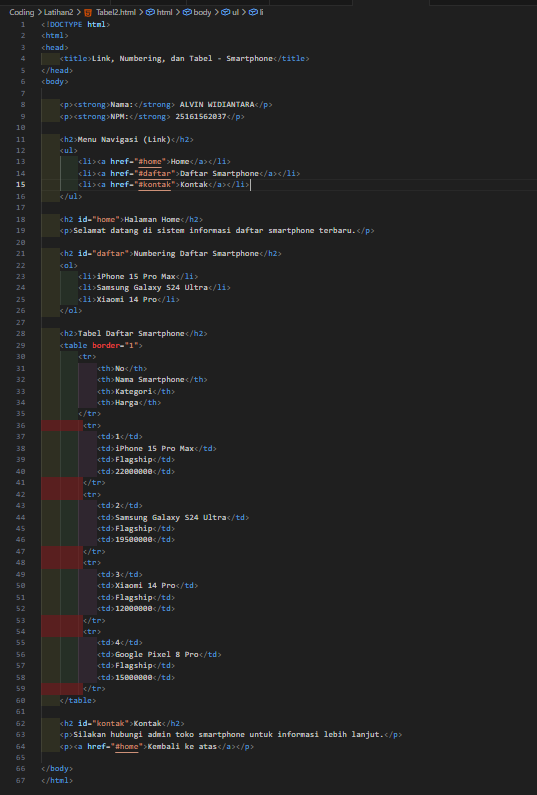 Coding > Latihan2 > Tabel2.html > html > body > ul > li
1 <!DOCTYPE html>
2 <html>
3 <head>
4 <title>Link, Numbering, dan Tabel - Smartphone</title>
5 </head>
6 <body>
7
8 <p><strong>Nama:</strong> ALVIN WIDIANTARA</p>
9 <p><strong>NPM:</strong> 25161562037</p>
10
11 <h2>Menu Navigasi (Link)</h2>
12 <ul>
13 <li><a href="#home">Home</a></li>
14 <li><a href="#daftar">Daftar Smartphone</a></li>
15 <li><a href="#kontak">Kontak</a></li>
16 </ul>
17
18 <h2 id="home">Halaman Home</h2>
19 <p>Selamat datang di sistem informasi daftar smartphone terbaru.</p>
20
21 <h2 id="daftar">Numbering Daftar Smartphone</h2>
22 <ol>
23 <li>iPhone 15 Pro Max</li>
24 <li>Samsung Galaxy S24 Ultra</li>
25 <li>Xiaomi 14 Pro</li>
26 </ol>
27
28 <h2>Tabel Daftar Smartphone</h2>
29 <table border="1">
30 <tr>
31 <th>No</th>
32 <th>Nama Smartphone</th>
33 <th>Kategori</th>
34 <th>Harga</th>
35 </tr>
36 <tr>
37 <td>1</td>
38 <td>iPhone 15 Pro Max</td>
39 <td>Flagship</td>
40 <td>22000000</td>
41 </tr>
42 <tr>
43 <td>2</td>
44 <td>Samsung Galaxy S24 Ultra</td>
45 <td>Flagship</td>
46 <td>19500000</td>
47 </tr>
48 <tr>
49 <td>3</td>
50 <td>Xiaomi 14 Pro</td>
51 <td>Flagship</td>
52 <td>12000000</td>
53 </tr>
54 <tr>
55 <td>4</td>
56 <td>Google Pixel 8 Pro</td>
57 <td>Flagship</td>
58 <td>15000000</td>
59 </tr>
60 </table>
61
62 <h2 id="kontak">Kontak</h2>
63 <p>Silakan hubungi admin toko smartphone untuk informasi lebih lanjut.</p>
64 <p><a href="#home">Kembali ke atas</a></p>
65
66 </body>
67 </html>